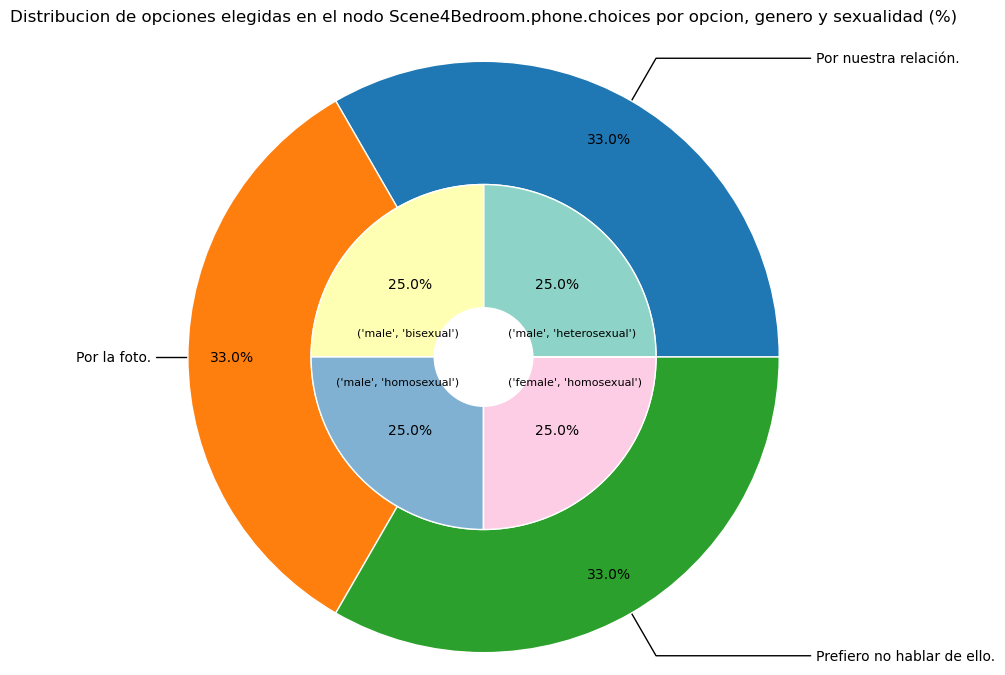 Distribucion de opciones elegidas en el nodo Scene4Bedroom.phone.choices por opcion, genero y sexualidad (%)
Por nuestra relación.
33.0%
25.0%
25.0%
('male', 'bisexual')
('male', 'heterosexual')
Por la foto.
33.0%
('male', 'homosexual')
('female', 'homosexual')
25.0%
25.0%
33.0%
Prefiero no hablar de ello.